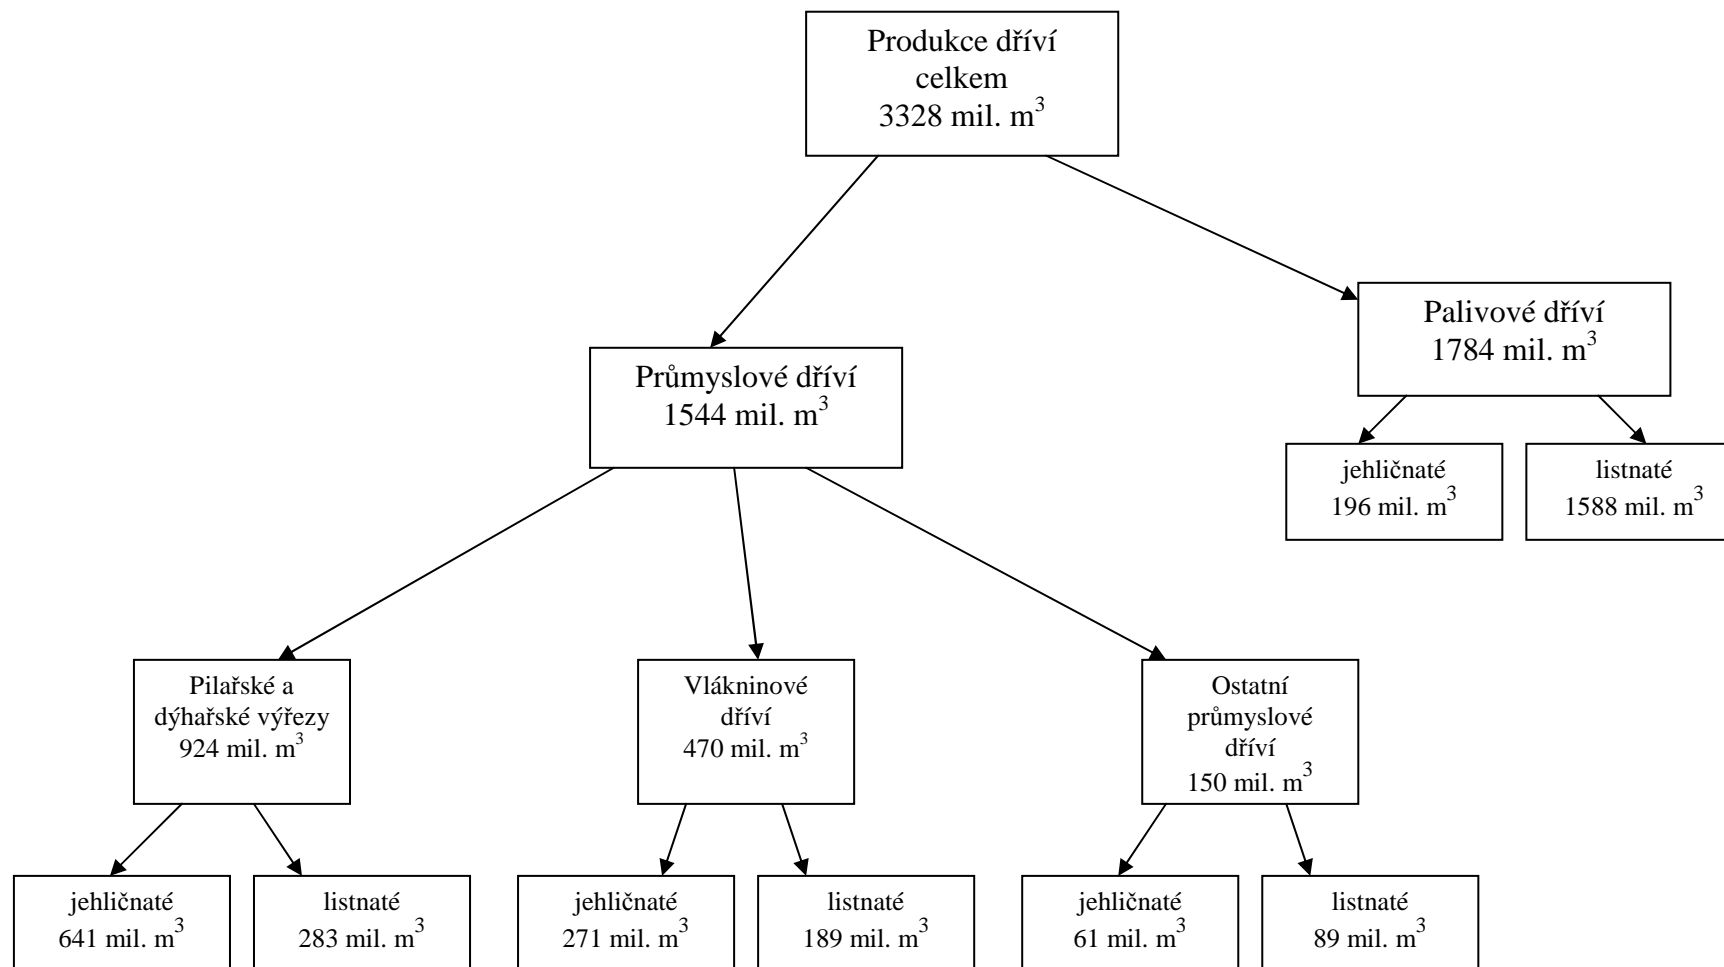 Produkce dříví
celkem
3328 mil. m³
Palivové dříví
1784 mil. m³
Průmyslové dříví
1544 mil. m³
jehličnaté
196 mil. m³
listnaté
1588 mil. m³
Pilařské a
dýhařské výřezy
924 mil. m³
Vlákninové
dříví
470 mil. m³
Ostatní
průmyslové
dříví
150 mil. m³
jehličnaté
641 mil. m³
listnaté
283 mil. m³
jehličnaté
271 mil. m³
listnaté
189 mil. m³
jehličnaté
61 mil. m³
listnaté
89 mil. m³